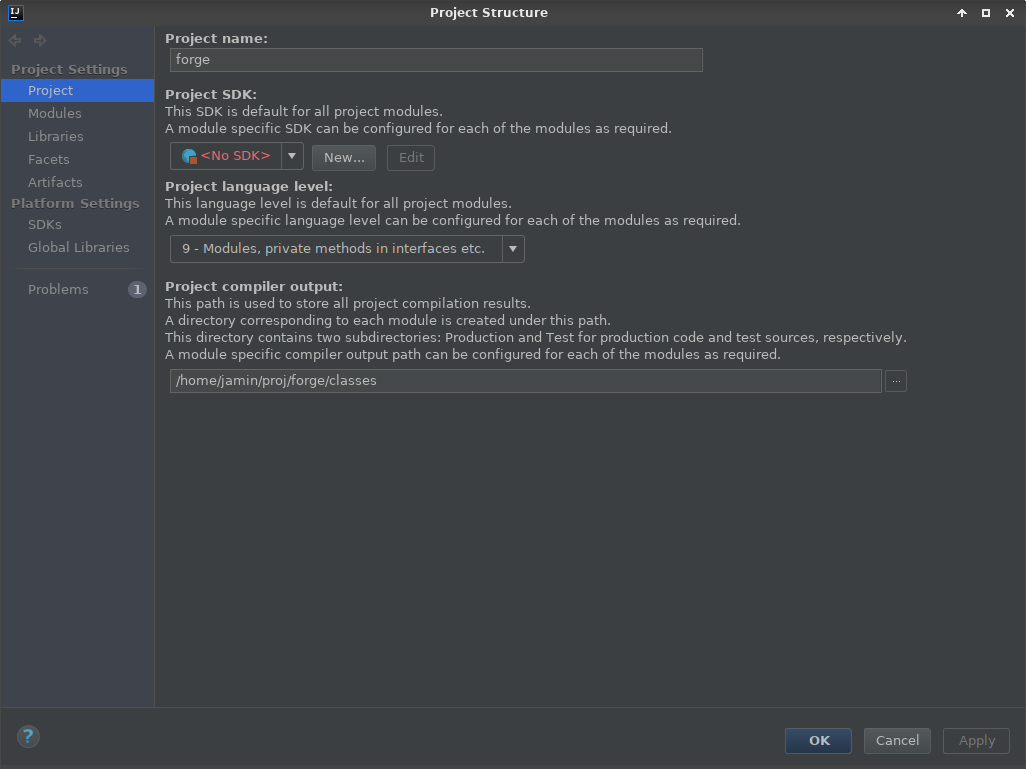 IJ
Project Structure
Project Settings
Project
Modules
Libraries
Facets
Artifacts
Platform Settings
SDKs
Global Libraries
Problems
1
Project name:
forge
Project SDK:
This SDK is default for all project modules.
A module specific SDK can be configured for each of the modules as required.
<No SDK> New... Edit
Project language level:
This language level is default for all project modules.
A module specific language level can be configured for each of the modules as required.
9 - Modules, private methods in interfaces etc.
Project compiler output:
This path is used to store all project compilation results.
A directory corresponding to each module is created under this path.
This directory contains two subdirectories: Production and Test for production code and test sources, respectively.
A module specific compiler output path can be configured for each of the modules as required.
/home/jamin/proj/forge/classes ...
? OK Cancel Apply